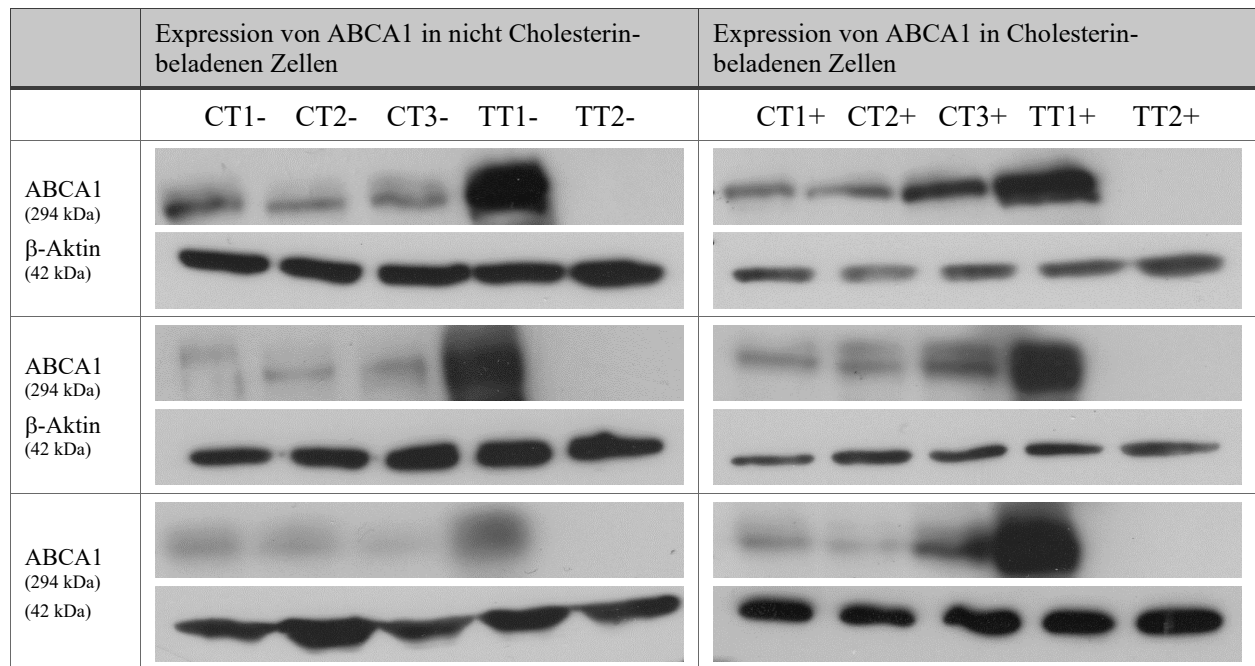 Expression von ABCA1 in nicht Cholesterin-
beladenen Zellen
Expression von ABCA1 in Cholesterin-
beladenen Zellen
CT1- CT2- CT3- TT1- TT2-
CT1+ CT2+ CT3+ TT1+ TT2+
ABCA1
(294 kDa)
β-Aktin
(42 kDa)
ABCA1
(294 kDa)
β-Aktin
(42 kDa)
ABCA1
(294 kDa)
(42 kDa)